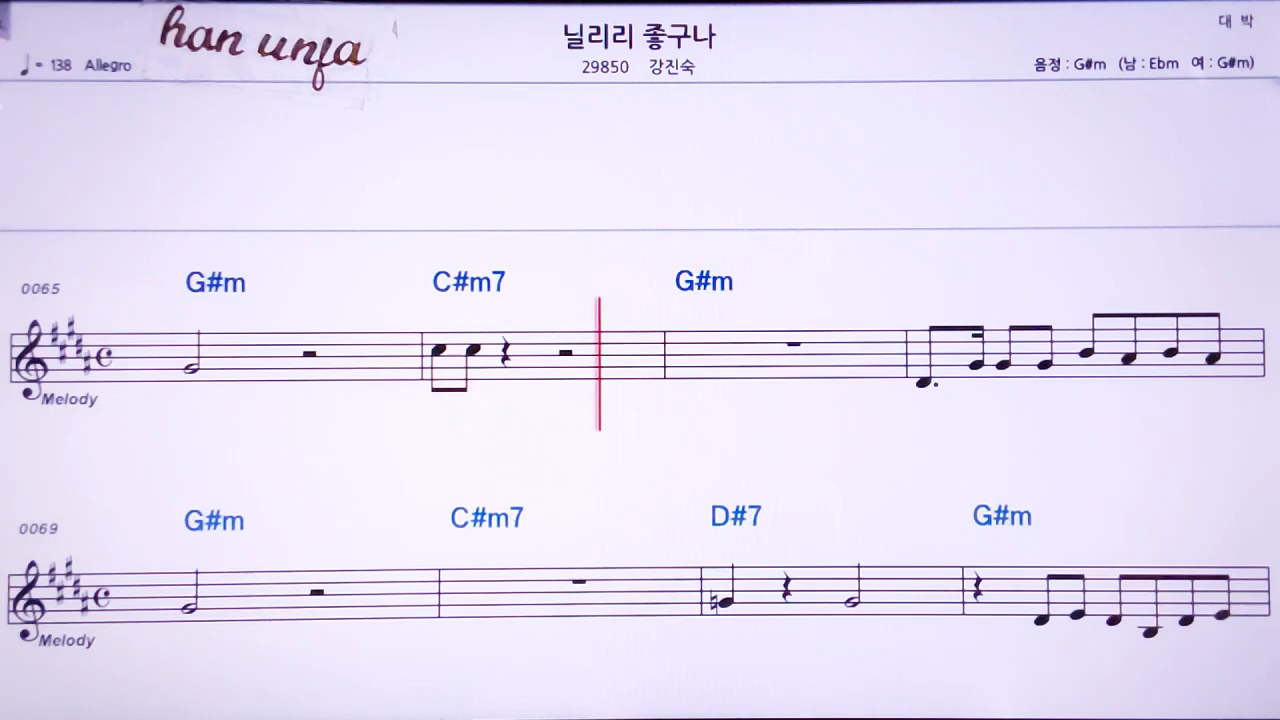 han unfa
닐리리 좋구나
대 박
♩= 138 Allegro
29850 강진숙
음정 : G#m (남 : Ebm 여 : G#m)
0065 G#m C#m7 G#m
Melody
0069 G#m C#m7 D#7 G#m
Melody